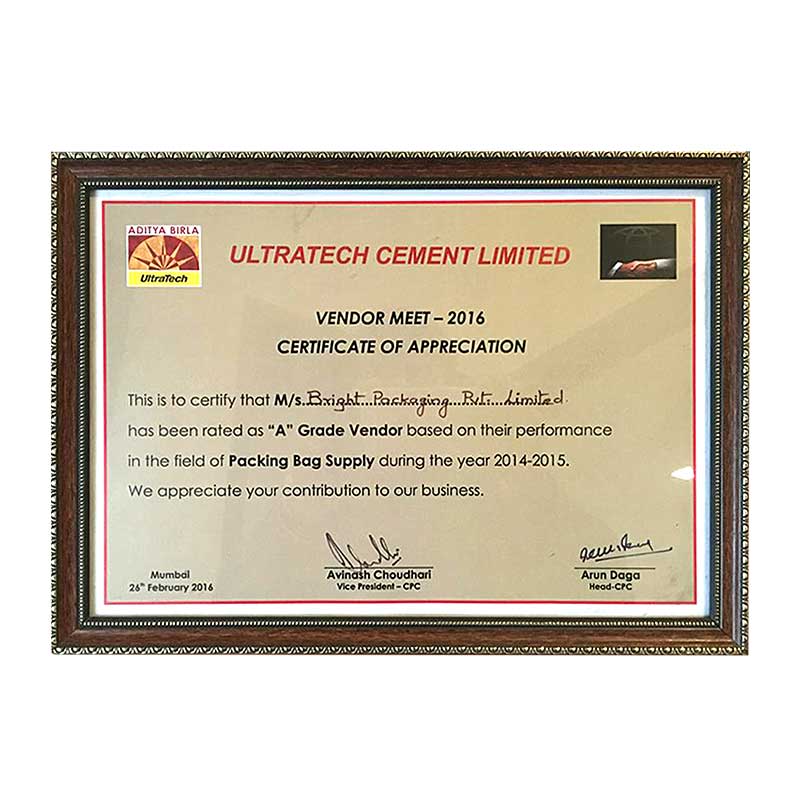 ADITYA BIRLA
UltraTech
ULTRATECH CEMENT LIMITED
VENDOR MEET – 2016
CERTIFICATE OF APPRECIATION
This is to certify that M/s. Bright Packaging Pvt. Limited.
has been rated as “A” Grade Vendor based on their performance
in the field of Packing Bag Supply during the year 2014-2015.
We appreciate your contribution to our business.
Mumbai
26th February 2016
Avinash Choudhari
Vice President – CPC
Arun Daga
Head-CPC